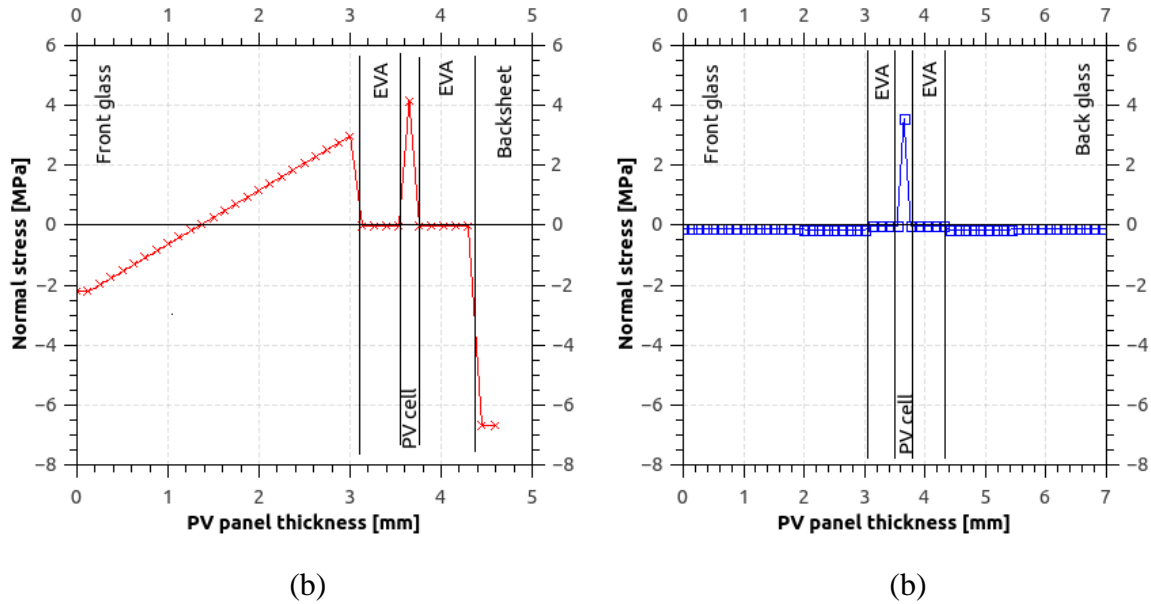 0 1 2 3 4 5
6
4
2
0
−2
−4
−6
−8
6
4
2
0
−2
−4
−6
−8
Normal stress [MPa]
Front glass
EVA
PV cell
EVA
Backsheet
0 1 2 3 4 5
PV panel thickness [mm]
(b)
0 1 2 3 4 5 6 7
6
4
2
0
−2
−4
−6
−8
6
4
2
0
−2
−4
−6
−8
Normal stress [MPa]
Front glass
EVA
PV cell
EVA
Back glass
0 1 2 3 4 5 6 7
PV panel thickness [mm]
(b)